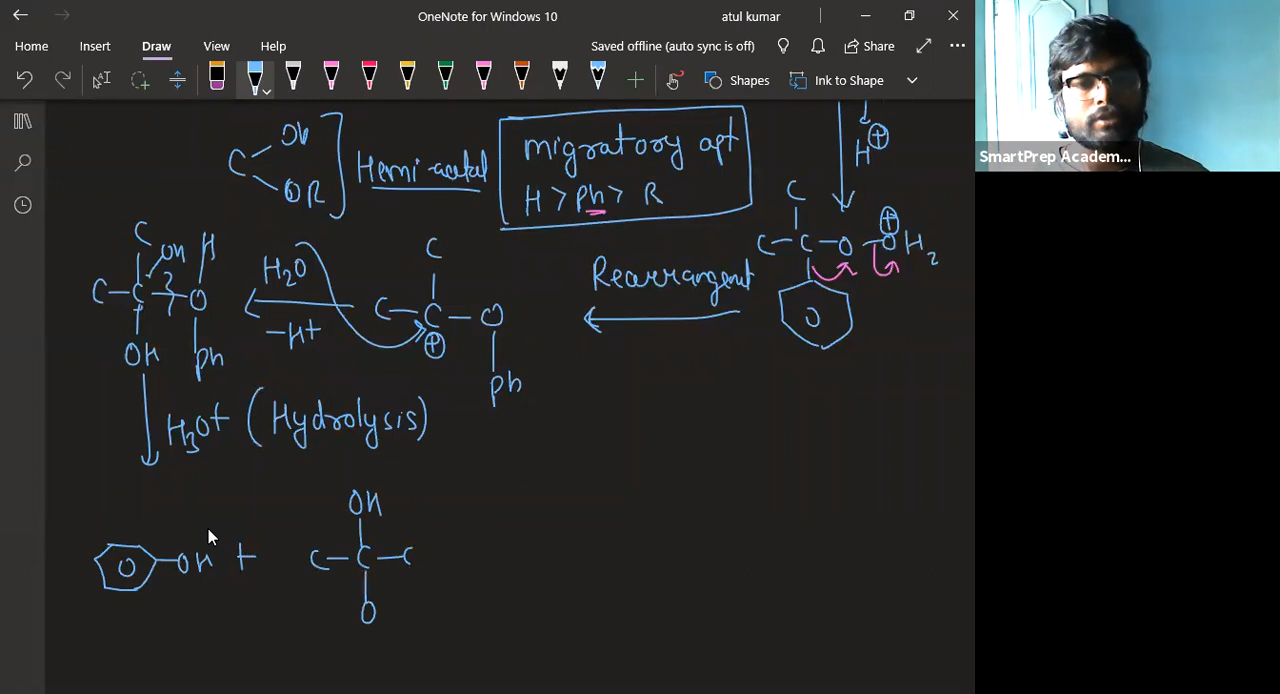 OneNote for Windows 10
atul kumar
Home Insert Draw View Help
Saved offline (auto sync is off)
Share
Shapes
Ink to Shape
SmartPrep Academ...
C OH
OR
Hemi-acetal
migratory apt
H > Ph > R
H ⊕
C
C - C - O - O ⊕ H2
O
Rearrangent
C
C - C - O
⊕
Ph
H2O
-H+
C
OH H
C - C - O
OH Ph
H3O+ (Hydrolysis)
OH
O - OH + C - C - C
O